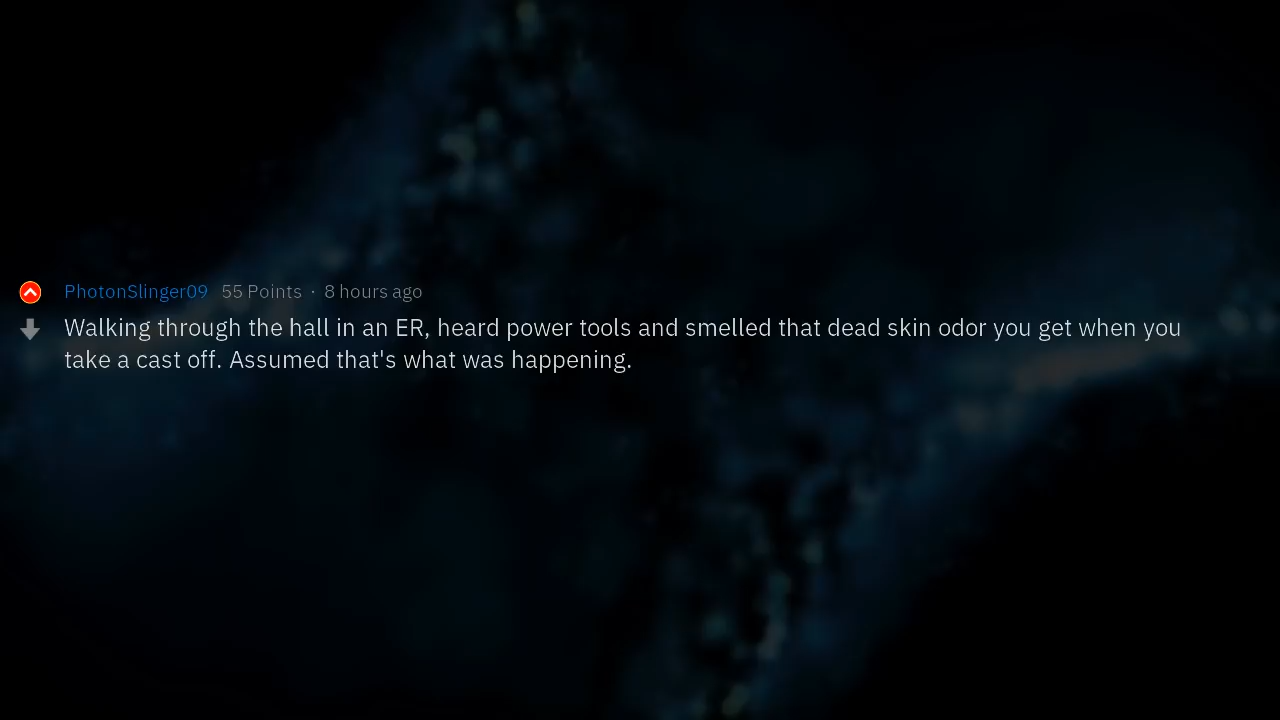 PhotonSlinger09 55 Points · 8 hours ago
Walking through the hall in an ER, heard power tools and smelled that dead skin odor you get when you
take a cast off. Assumed that's what was happening.